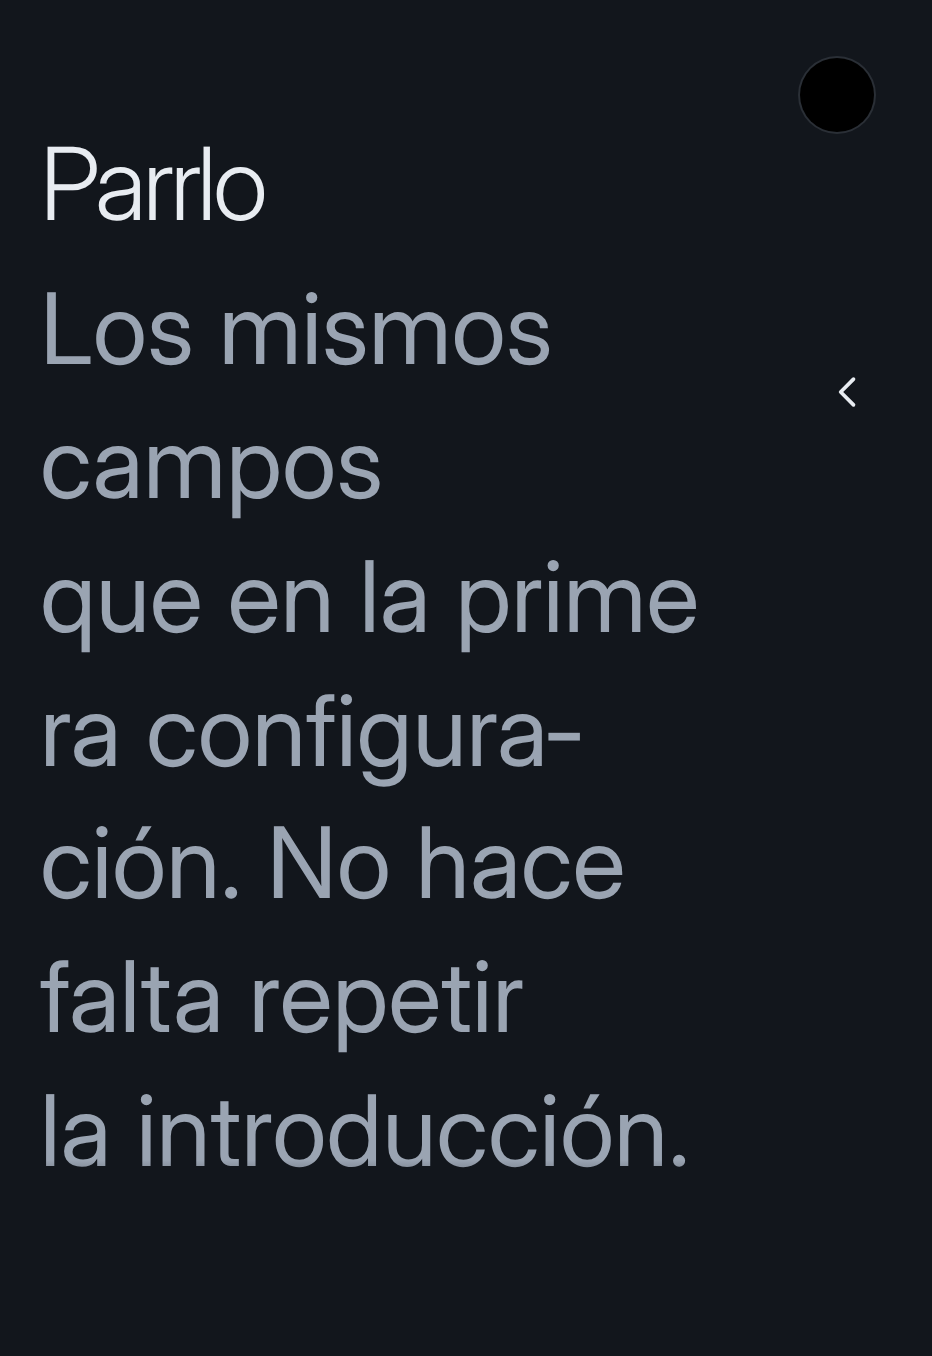 Parrlo
Los mismos
campos
que en la prime
ra configura-
ción. No hace
falta repetir
la introducción.